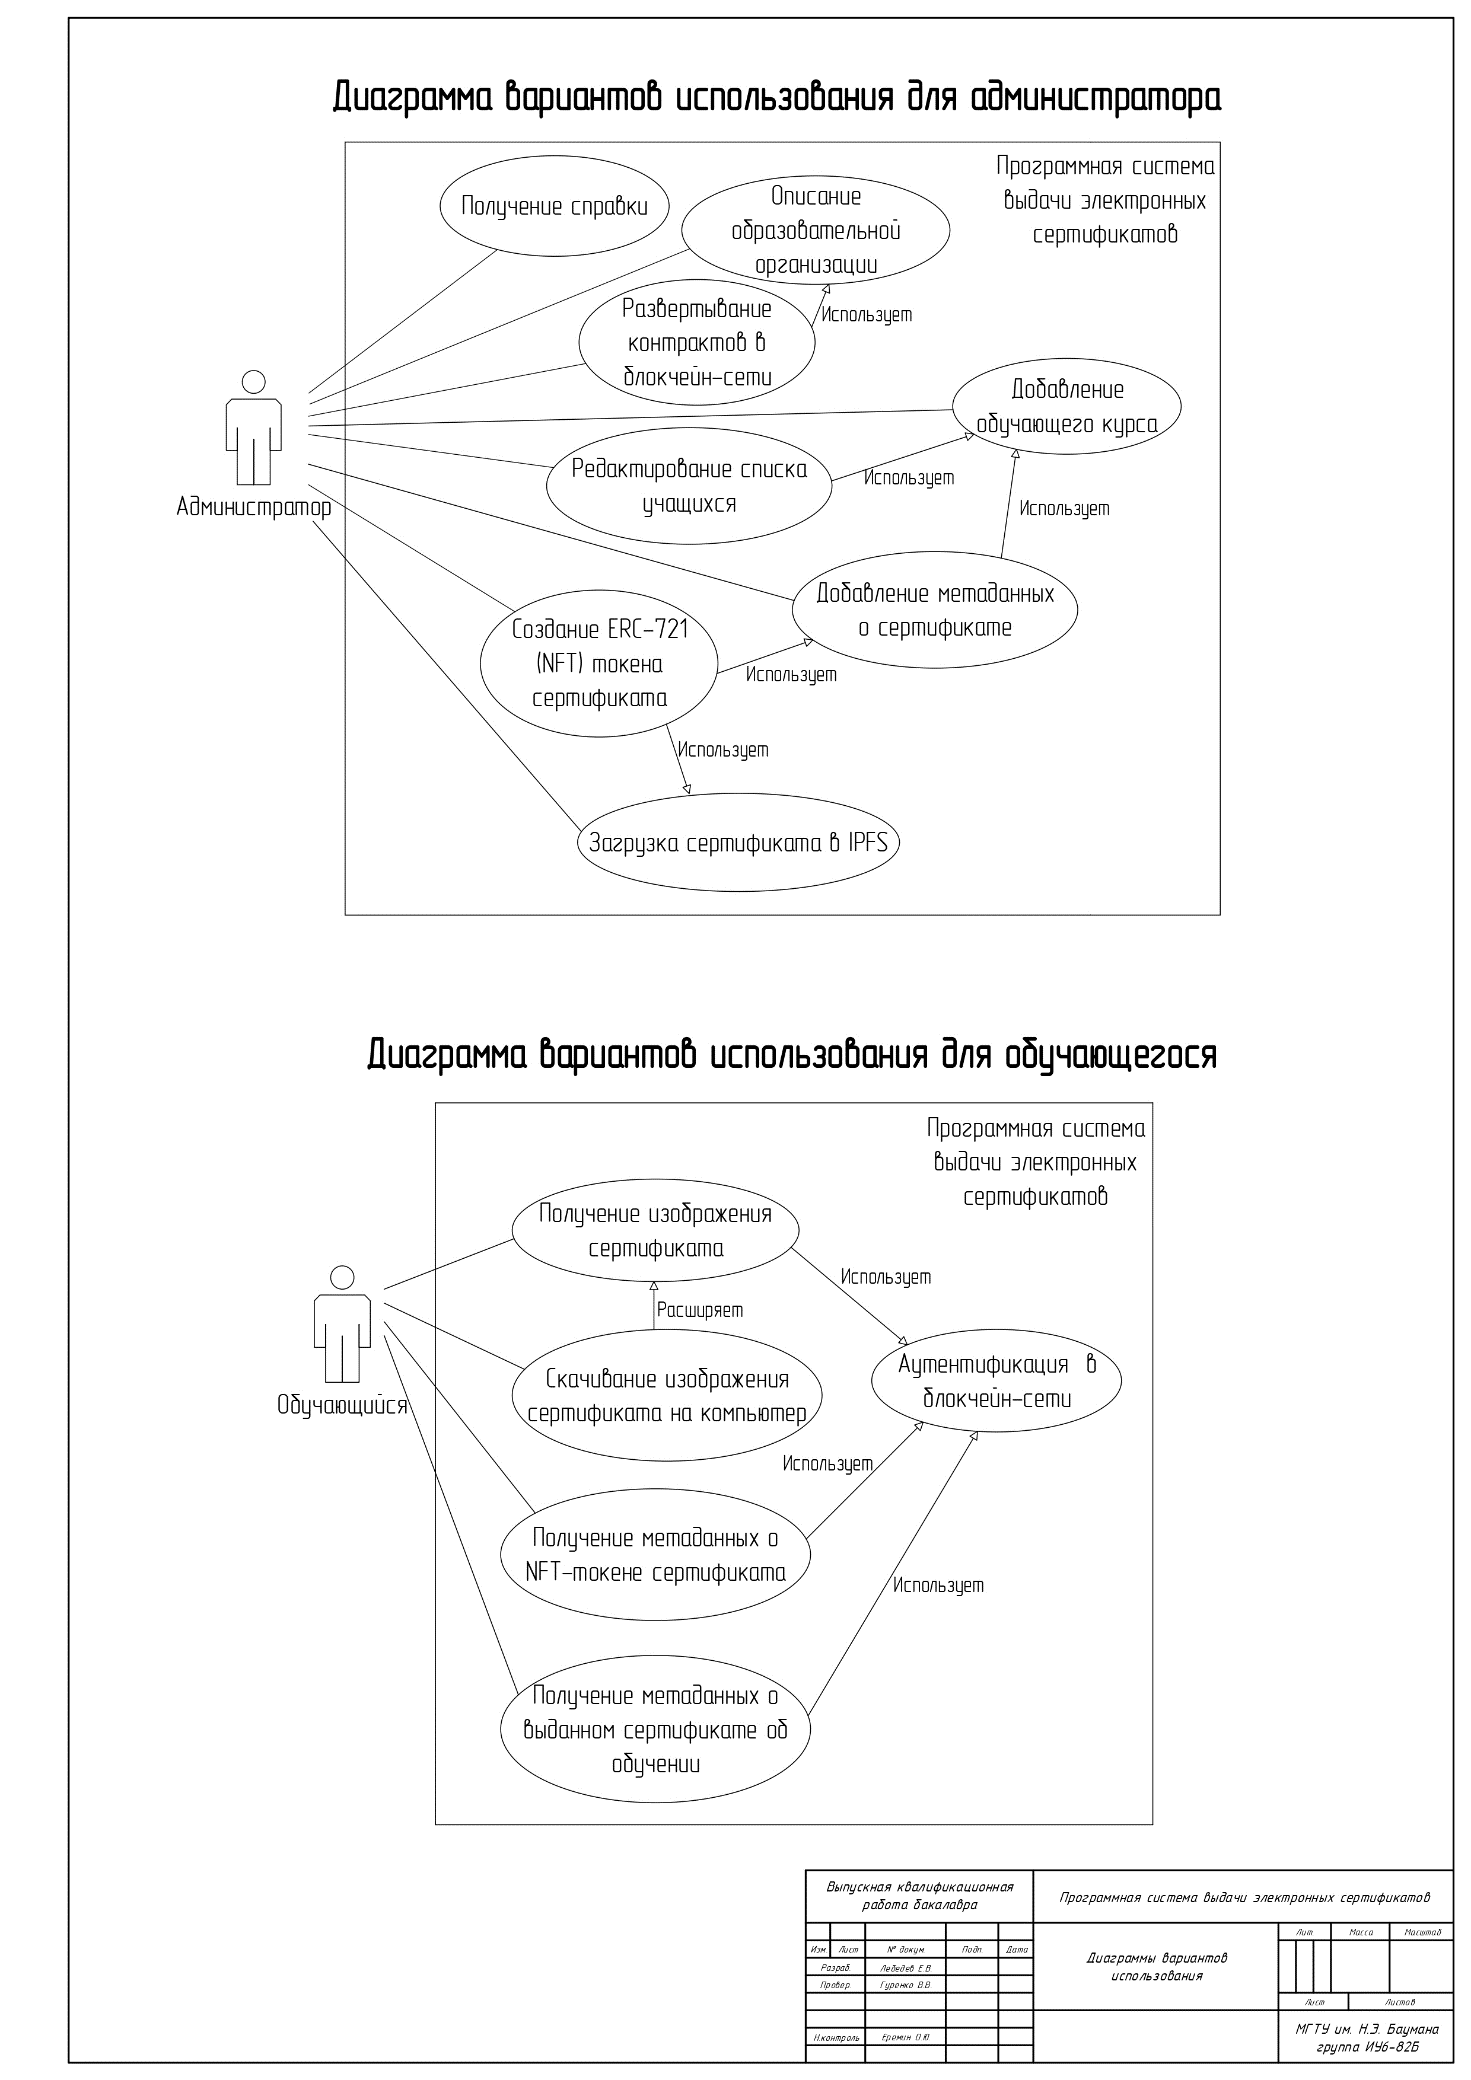 Диаграмма вариантов использования для администратора
Программная система
выдачи электронных
сертификатов
Получение справки
Описание
образовательной
организации
Использует
Развертывание
контрактов в
блокчейн-сети
Добавление
обучающего курса
Использует
Редактирование списка
учащихся
Администратор
Использует
Добавление метаданных
о сертификате
Создание ERC-721
(NFT) токена
сертификата
Использует
Использует
Загрузка сертификата в IPFS
Диаграмма вариантов использования для обучающегося
Программная система
выдачи электронных
сертификатов
Получение изображения
сертификата
Использует
Расширяет
Обучающийся
Скачивание изображения
сертификата на компьютер
Аутентификация в
блокчейн-сети
Использует
Получение метаданных о
NFT-токене сертификата
Использует
Получение метаданных о
выданном сертификате об
обучении
Выпускная квалификационная
работа бакалавра
Программная система выдачи электронных сертификатов
Изм. Лист № докум. Подп. Дата
Разраб. Лебедев Е.В.
Провер. Гуренко В.В.
Н.контроль Еремин О.Ю.
Диаграммы вариантов
использования
Лит Масса Масштаб
Лист Листов
МГТУ им. Н.Э. Баумана
группа ИУ6-82Б